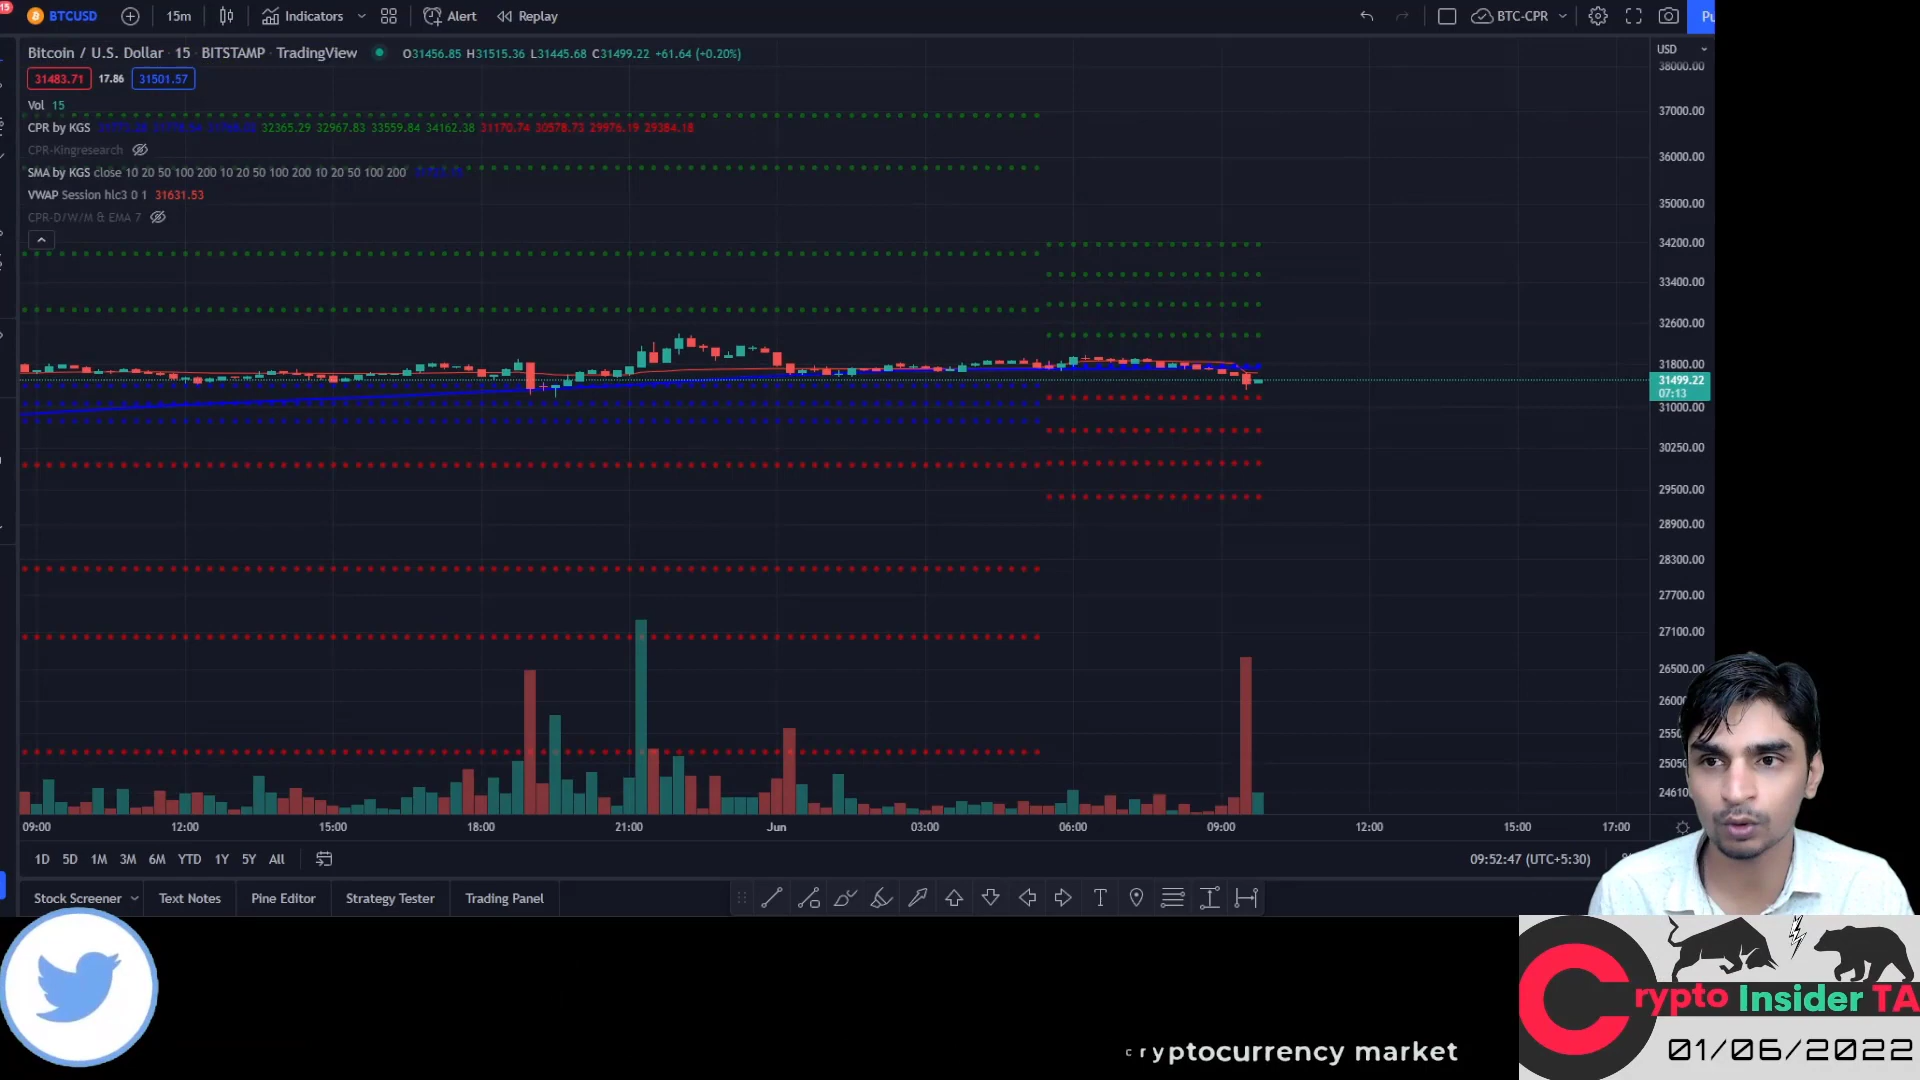 15
BTCUSD
15m
Indicators
Alert
Replay
BTC-CPR
Pu
Bitcoin / U.S. Dollar · 15 · BITSTAMP · TradingView
O31456.85 H31515.36 L31445.68 C31499.22 +61.64 (+0.20%)
31483.71 17.86 31501.57
Vol 15
CPR by KGS 32365.29 32967.83 33559.84 34162.38 31170.74 30578.73 29976.19 29384.18
CPR-Kingresearch
SMA by KGS close 10 20 50 100 200 10 20 50 100 200 10 20 50 100 200
VWAP Session hlc3 0 1 31631.53
CPR-D/W/M & EMA 7
USD
38000.00
37000.00
36000.00
35000.00
34200.00
33400.00
32600.00
31800.00
31499.22
07:13
31000.00
30250.00
29500.00
28900.00
28300.00
27700.00
27100.00
26500.00
2600
255
2505
24610
09:00 12:00 15:00 18:00 21:00 Jun 03:00 06:00 09:00 12:00 15:00 17:00
1D 5D 1M 3M 6M YTD 1Y 5Y All
09:52:47 (UTC+5:30)
Stock Screener
Text Notes
Pine Editor
Strategy Tester
Trading Panel
cryptocurrency market
Crypto Insider TA
01/06/2022